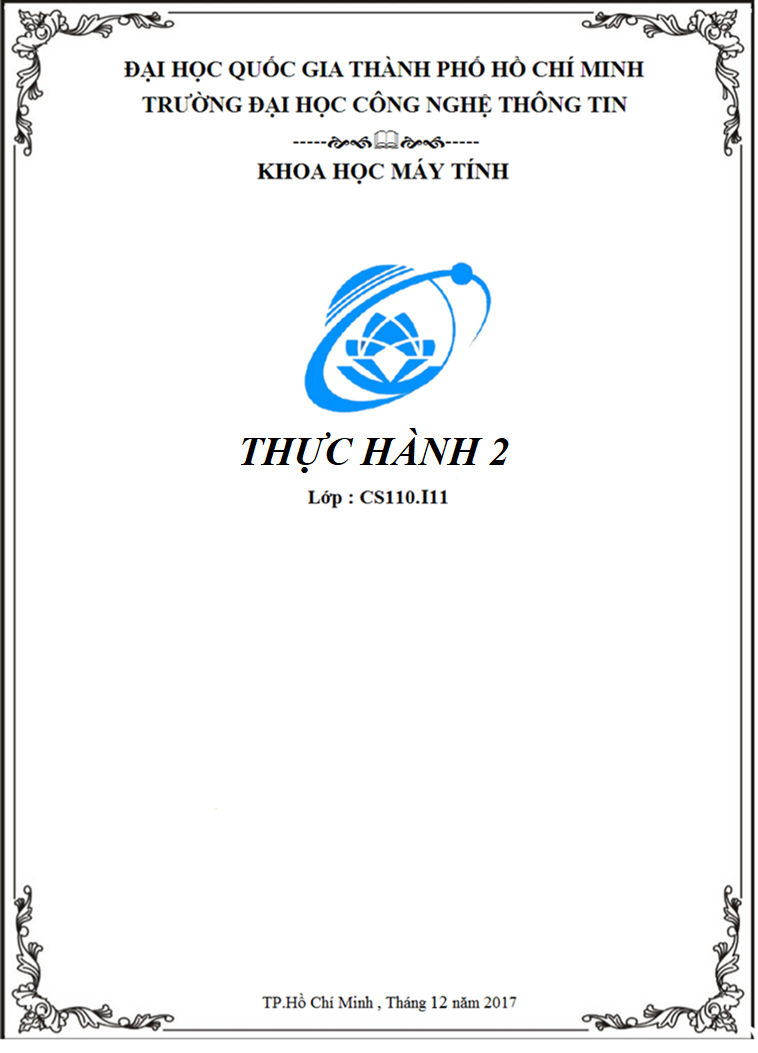 ĐẠI HỌC QUỐC GIA THÀNH PHỐ HỒ CHÍ MINH
TRƯỜNG ĐẠI HỌC CÔNG NGHỆ THÔNG TIN
KHOA HỌC MÁY TÍNH
THỰC HÀNH 2
Lớp : CS110.I11
TP.Hồ Chí Minh , Tháng 12 năm 2017